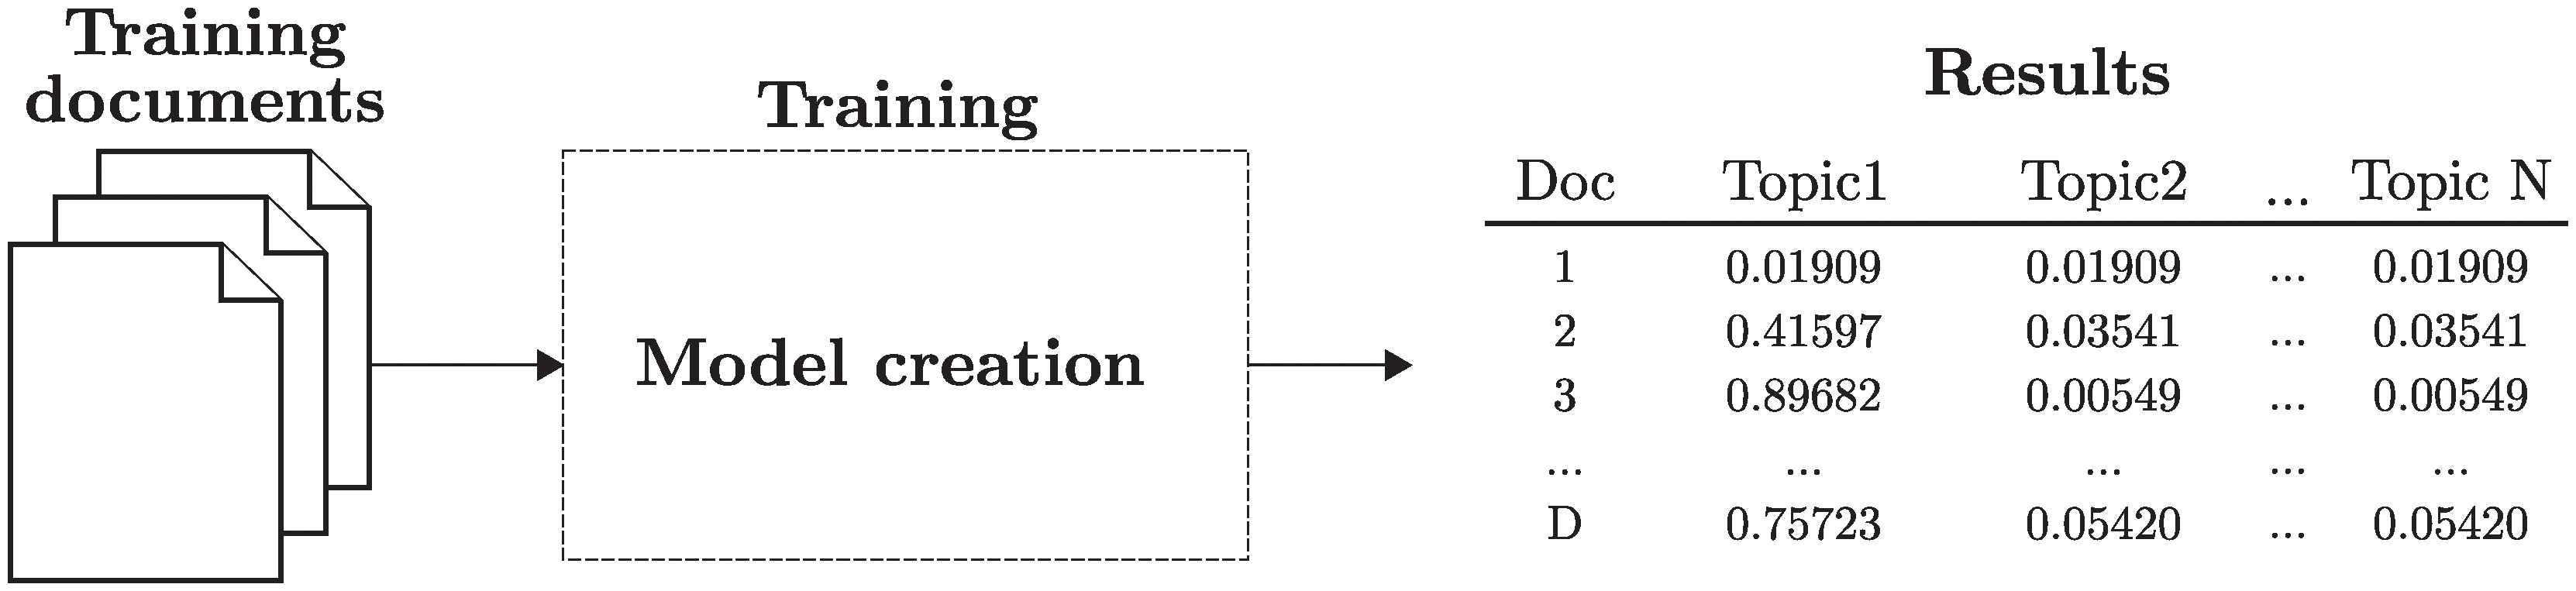 Training
documents
Training
Model creation
Results
Doc Topic1 Topic2 ... Topic N
1 0.01909 0.01909 ... 0.01909
2 0.41597 0.03541 ... 0.03541
3 0.89682 0.00549 ... 0.00549
... ... ... ... ...
D 0.75723 0.05420 ... 0.05420